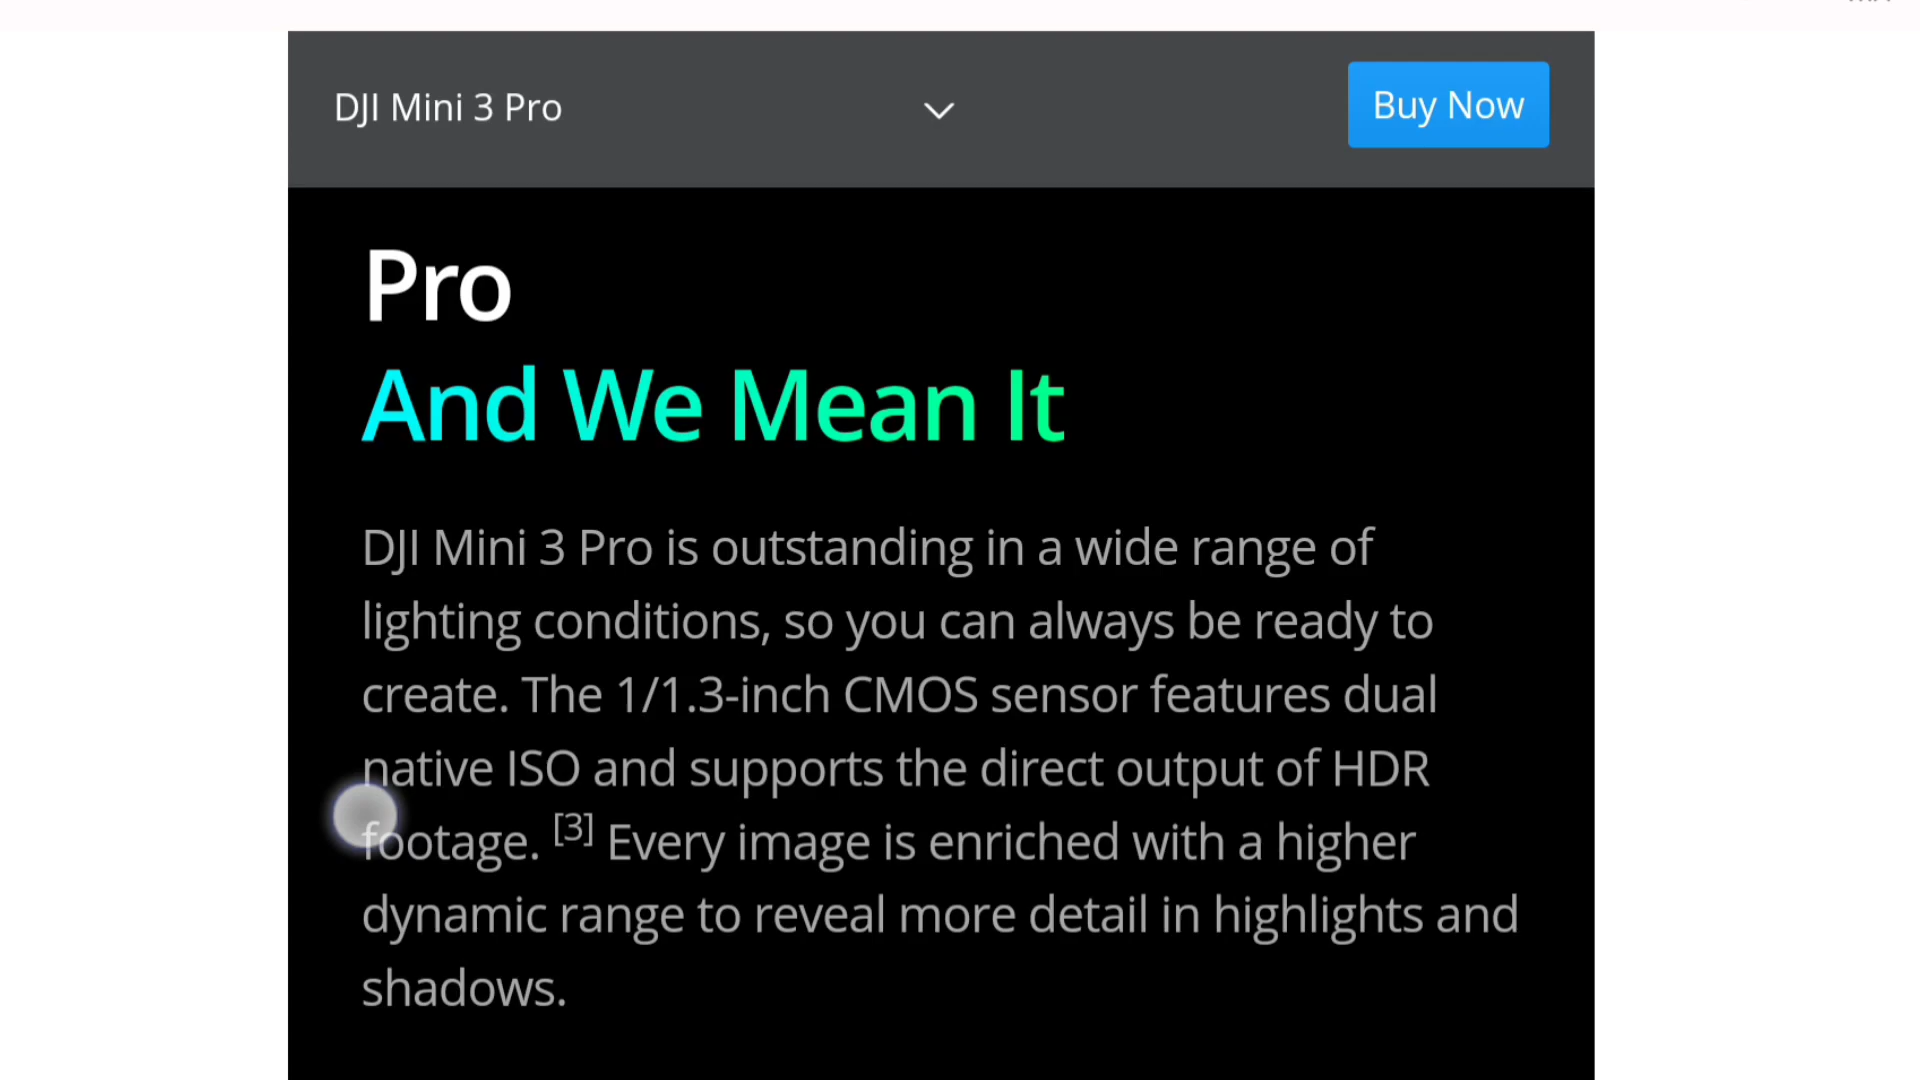 DJI Mini 3 Pro
Buy Now
Pro
And We Mean It
DJI Mini 3 Pro is outstanding in a wide range of
lighting conditions, so you can always be ready to
create. The 1/1.3-inch CMOS sensor features dual
native ISO and supports the direct output of HDR
footage. [3] Every image is enriched with a higher
dynamic range to reveal more detail in highlights and
shadows.